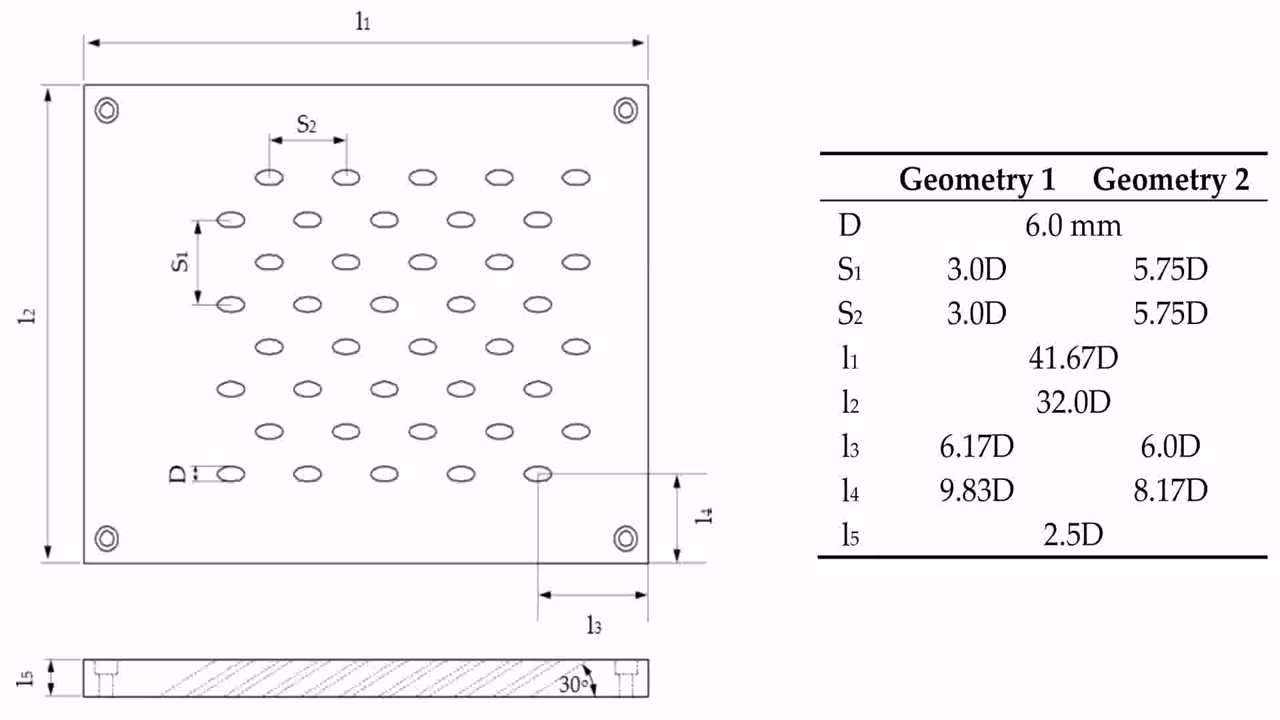 l1
S2
S1
l2
D
l4
l3
l5
30°
Geometry 1 Geometry 2
D 6.0 mm
S1 3.0D 5.75D
S2 3.0D 5.75D
l1 41.67D
l2 32.0D
l3 6.17D 6.0D
l4 9.83D 8.17D
l5 2.5D